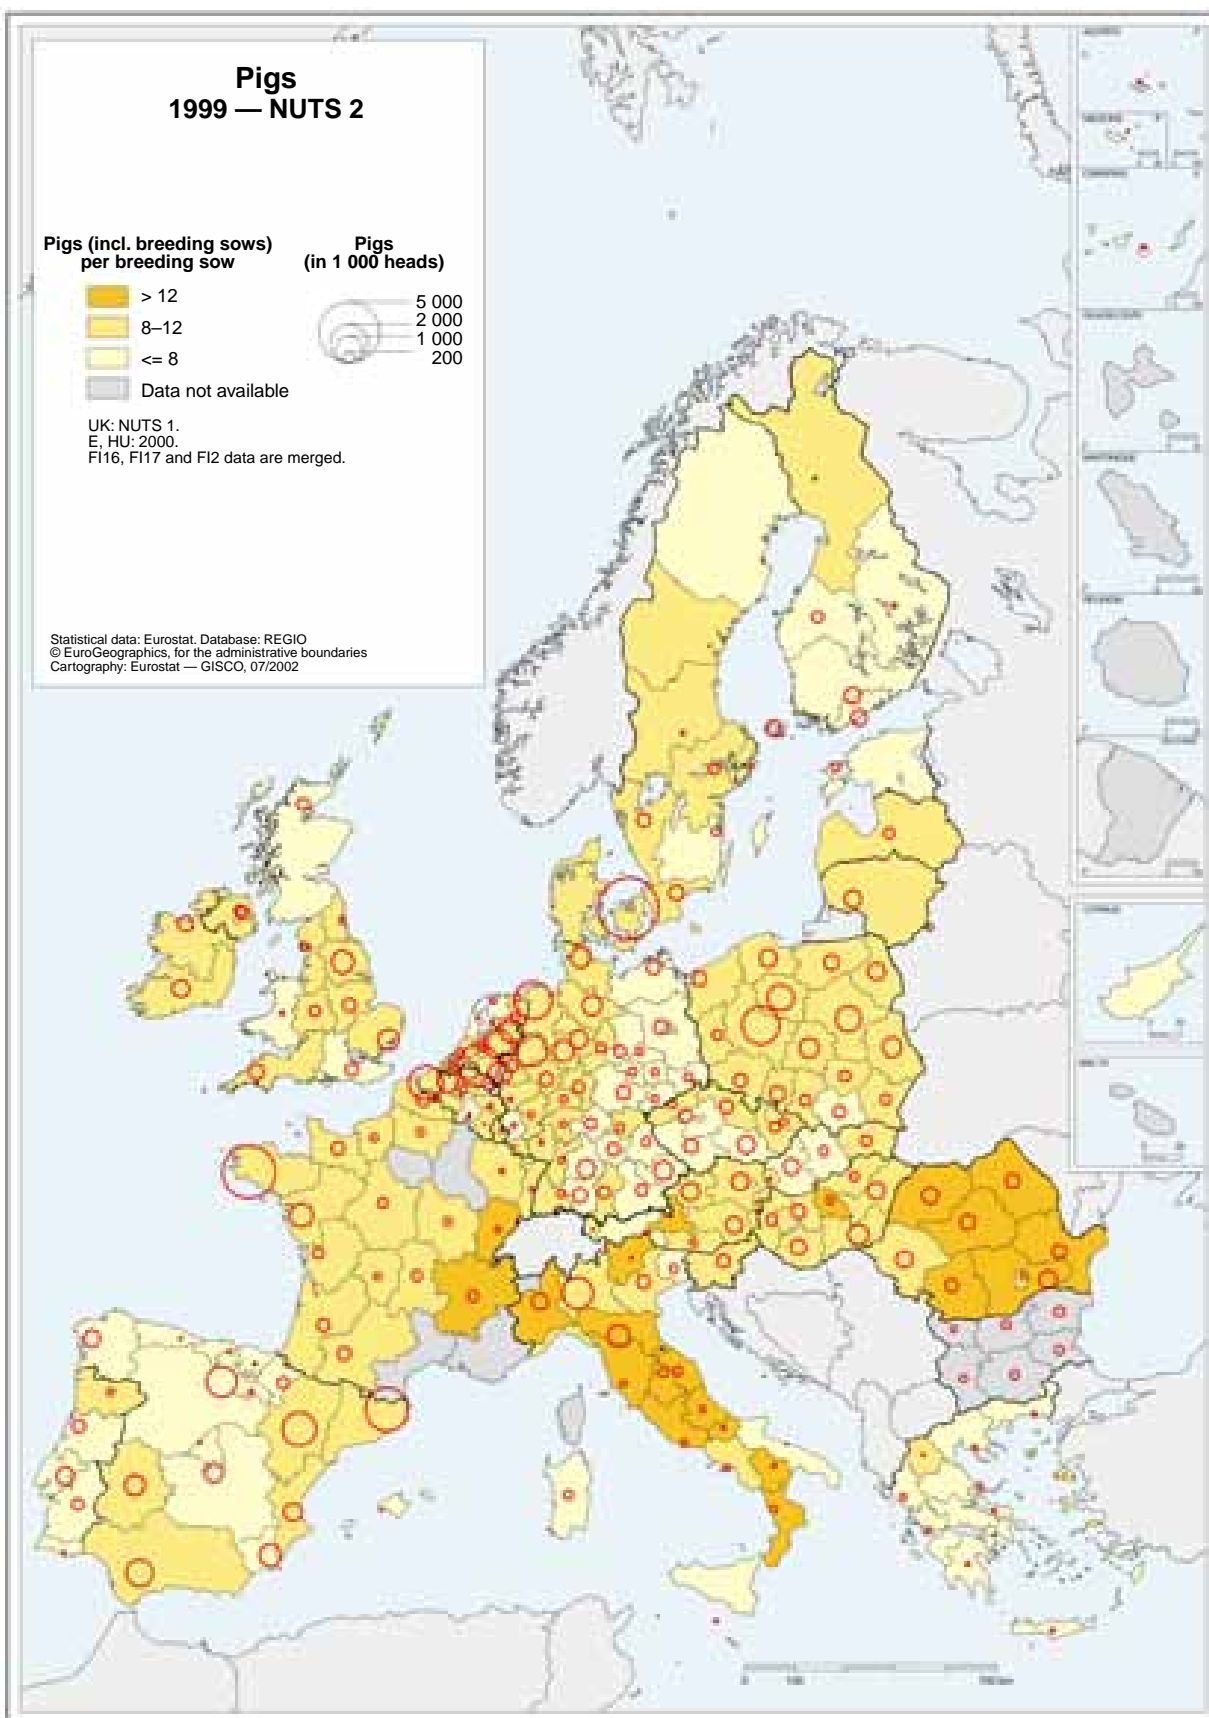 Pigs
1999 — NUTS 2
Pigs (incl. breeding sows)
per breeding sow
> 12
8–12
<= 8
Data not available
Pigs
(in 1 000 heads)
5 000
2 000
1 000
200
UK: NUTS 1.
E, HU: 2000.
FI16, FI17 and FI2 data are merged.
Statistical data: Eurostat. Database: REGIO
© EuroGeographics, for the administrative boundaries
Cartography: Eurostat — GISCO, 07/2002